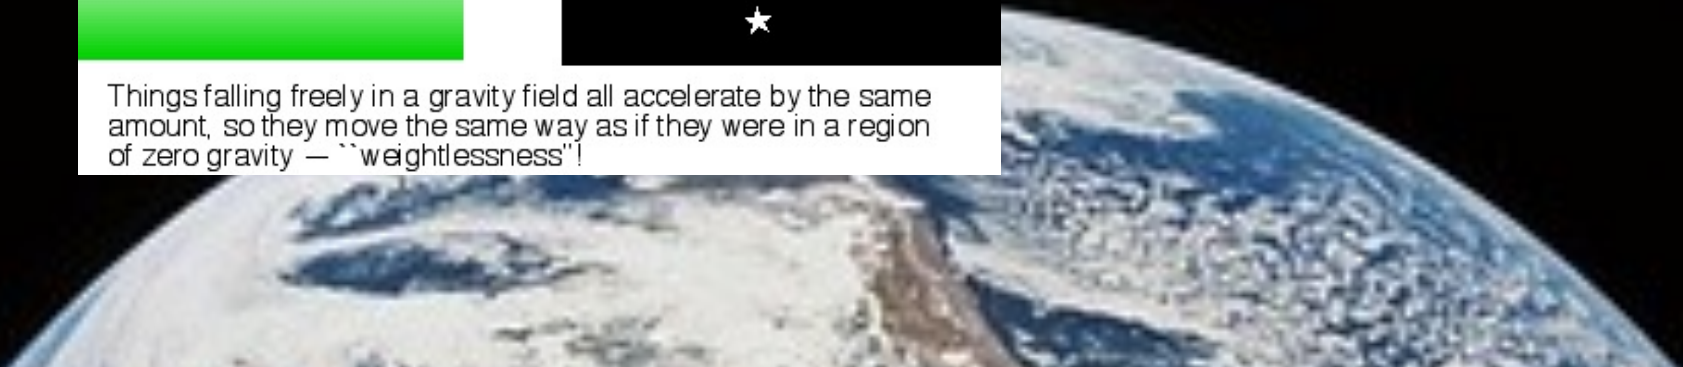 Things falling freely in a gravity field all accelerate by the same
amount, so they move the same way as if they were in a region
of zero gravity — ``weightlessness''!